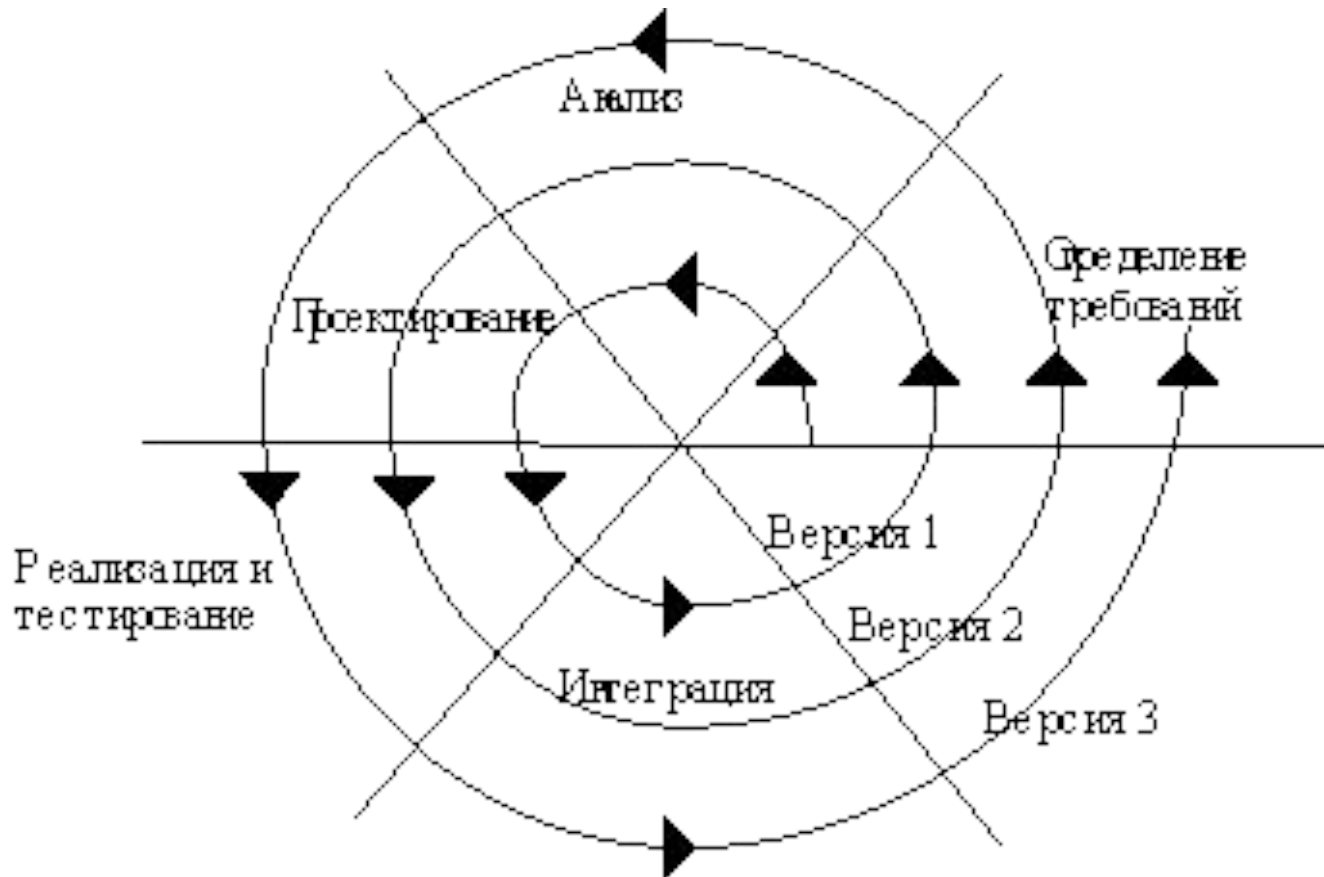 Анализ
Определение
требований
Проектирование
Версия 1
Реализация и
тестирование
Версия 2
Интеграция
Версия 3